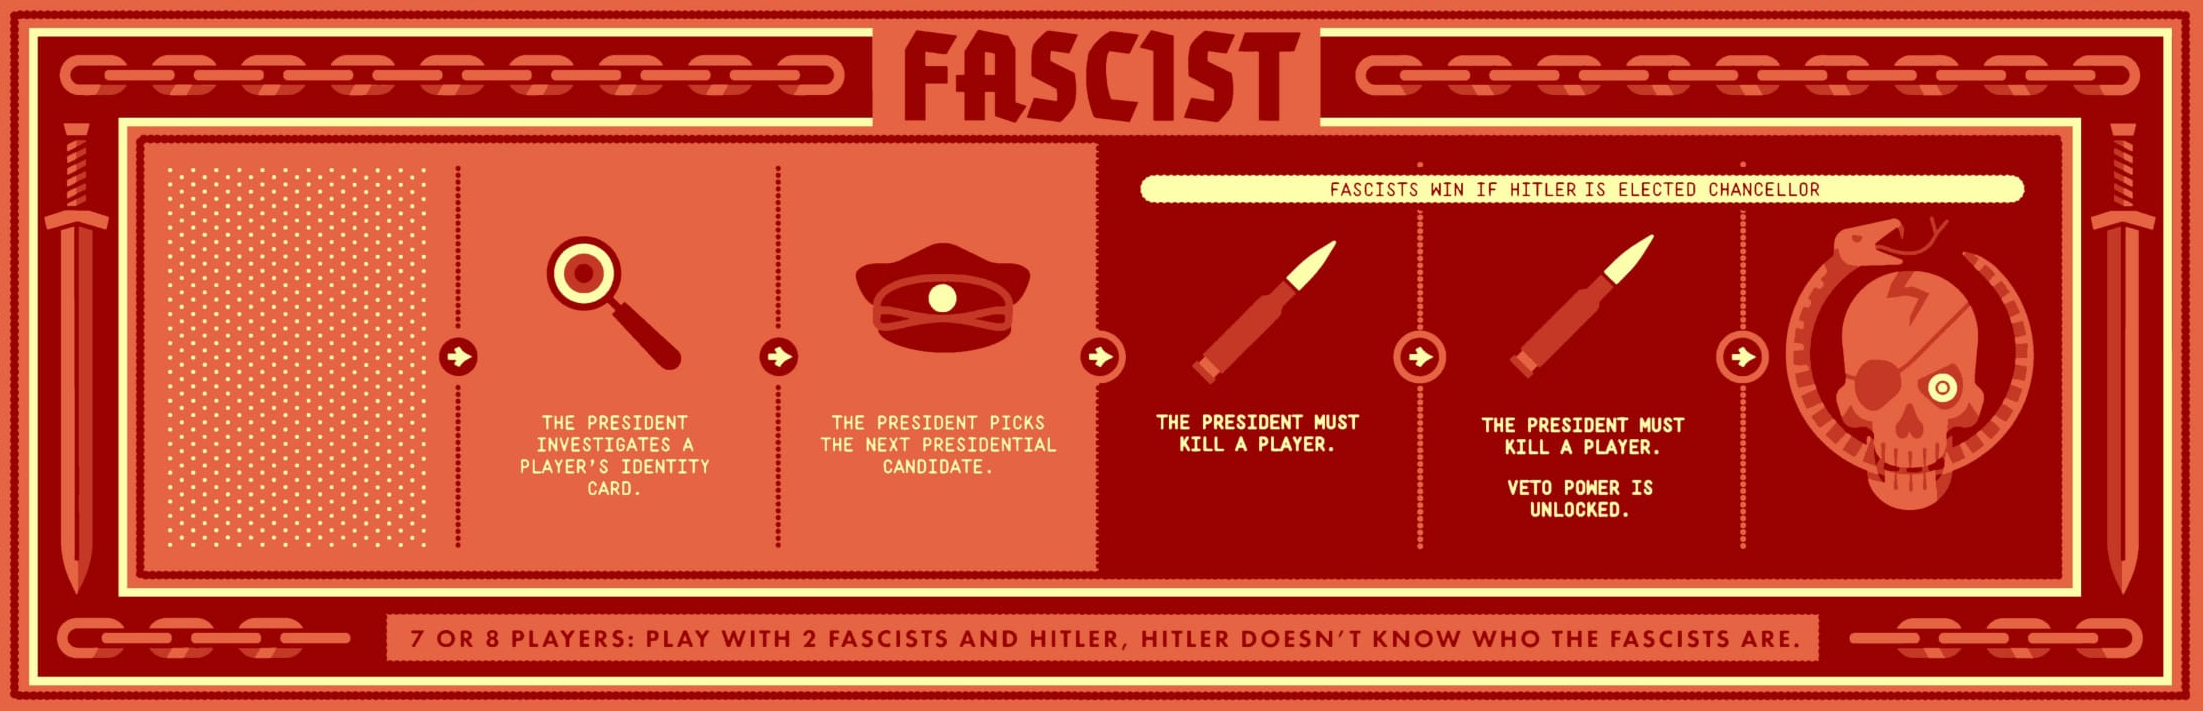 FASCIST
FASCISTS WIN IF HITLER IS ELECTED CHANCELLOR
THE PRESIDENT
INVESTIGATES A
PLAYER'S IDENTITY
CARD.
THE PRESIDENT PICKS
THE NEXT PRESIDENTIAL
CANDIDATE.
THE PRESIDENT MUST
KILL A PLAYER.
THE PRESIDENT MUST
KILL A PLAYER.
VETO POWER IS
UNLOCKED.
7 OR 8 PLAYERS: PLAY WITH 2 FASCISTS AND HITLER, HITLER DOESN'T KNOW WHO THE FASCISTS ARE.